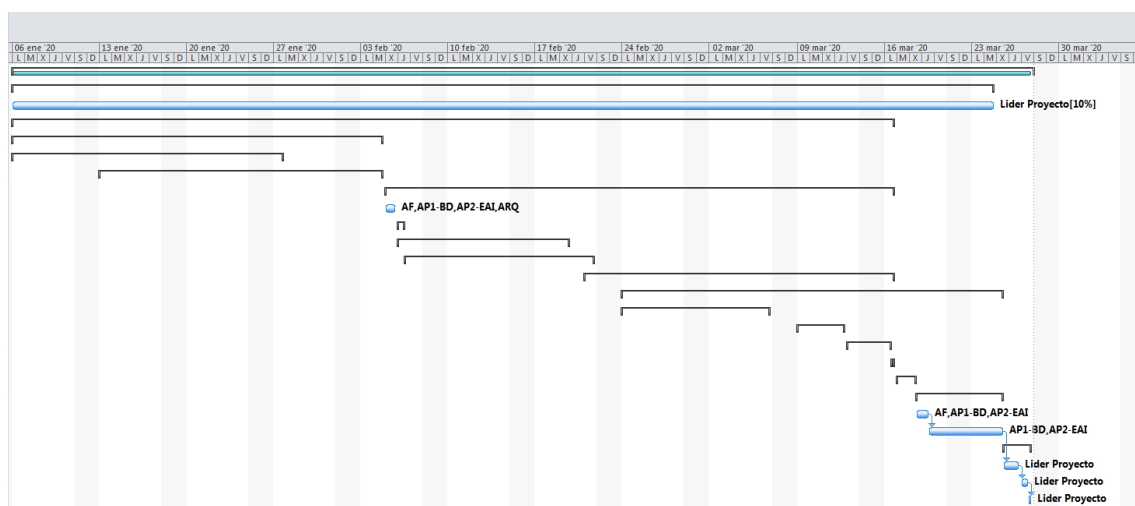 06 ene '20 13 ene '20 20 ene '20 27 ene '20 03 feb '20 10 feb '20 17 feb '20 24 feb '20 02 mar '20 09 mar '20 16 mar '20 23 mar '20 30 mar '20
L M X J V S D L M X J V S D L M X J V S D L M X J V S D L M X J V S D L M X J V S D L M X J V S D L M X J V S D L M X J V S D L M X J V S D L M X J V S D L M X J V S D L M X J V S
Lider Proyecto[10%]
AF,AP1-BD,AP2-EAI,ARQ
AF,AP1-BD,AP2-EAI
AP1-BD,AP2-EAI
Lider Proyecto
Lider Proyecto
Lider Proyecto